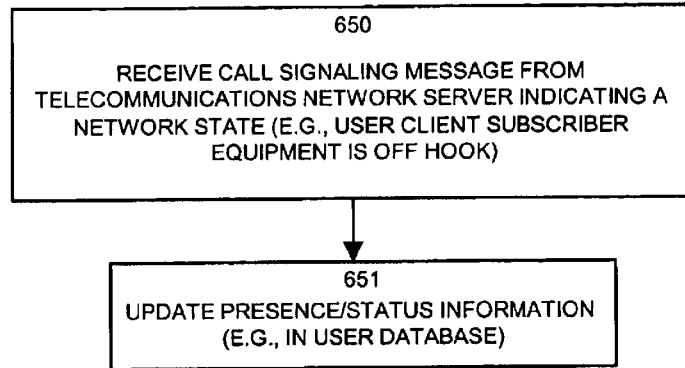 650
RECEIVE CALL SIGNALING MESSAGE FROM
TELECOMMUNICATIONS NETWORK SERVER INDICATING A
NETWORK STATE (E.G., USER CLIENT SUBSCRIBER
EQUIPMENT IS OFF HOOK)
651
UPDATE PRESENCE/STATUS INFORMATION
(E.G., IN USER DATABASE)